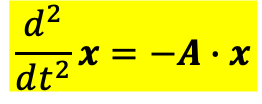 d²/dt² 𝒙 = −𝑨 · 𝒙